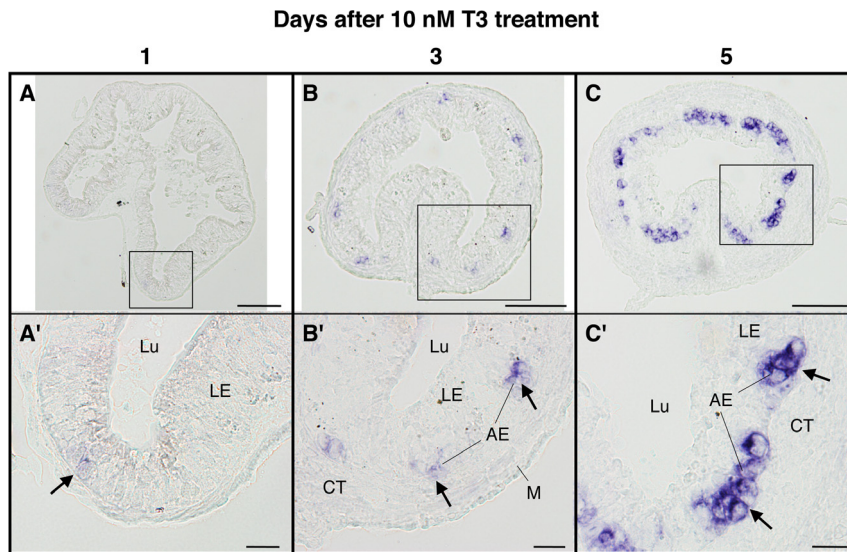 Days after 10 nM T3 treatment
1 3 5
A B C
A' B' C'
Lu
LE
Lu
LE
AE
CT
M
LE
AE
Lu
CT